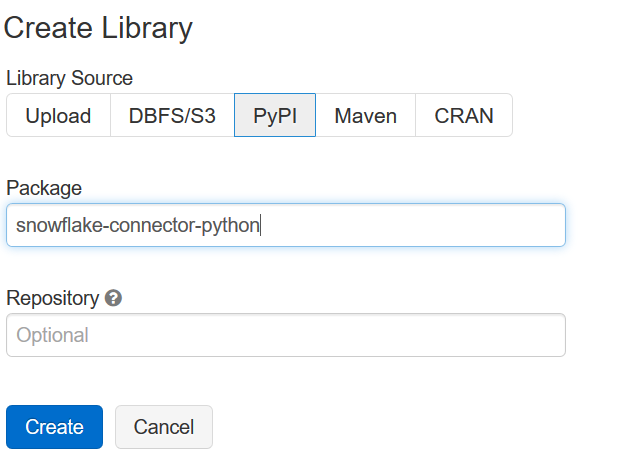 Create Library
Library Source
Upload DBFS/S3 PyPI Maven CRAN
Package
snowflake-connector-python
Repository ?
Optional
Create Cancel